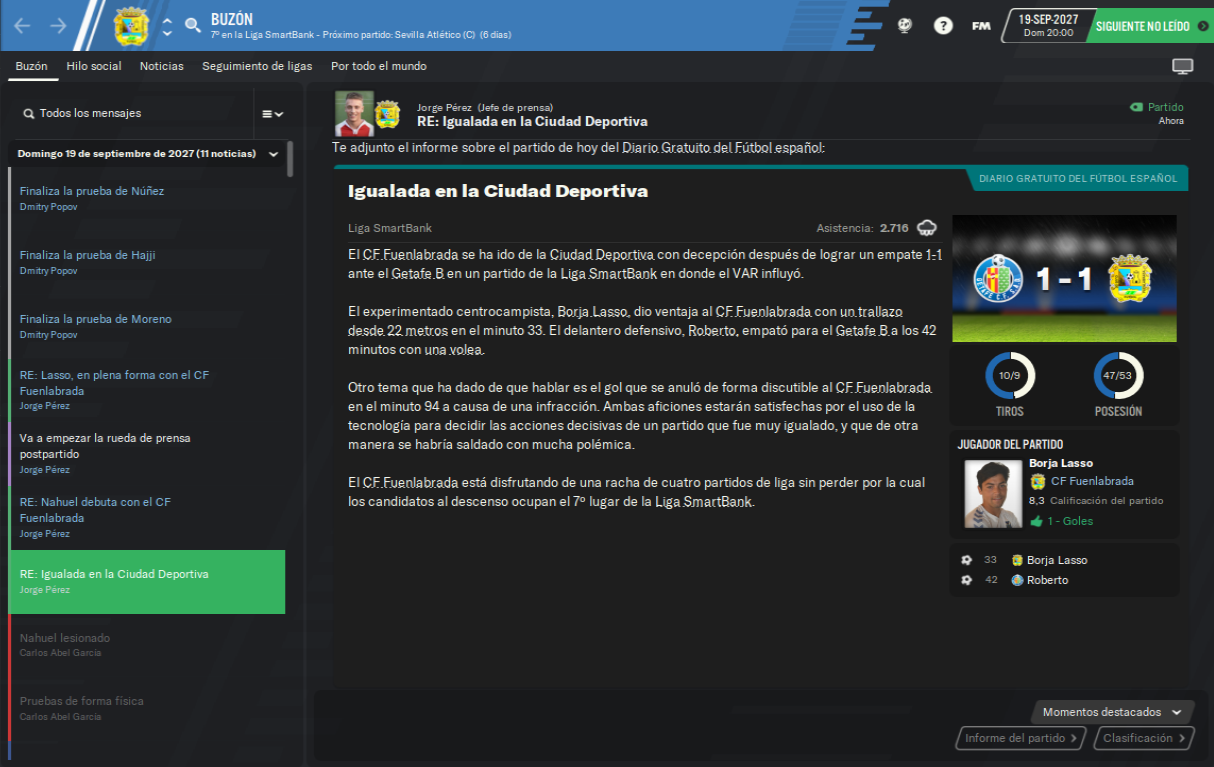 BUZÓN
7º en la Liga SmartBank - Próximo partido: Sevilla Atlético (C) (6 días)
?
FM
19-SEP-2027
Dom 20:00
SIGUIENTE NO LEÍDO
Buzón
Hilo social
Noticias
Seguimiento de ligas
Por todo el mundo
Todos los mensajes
Domingo 19 de septiembre de 2027 (11 noticias)
Finaliza la prueba de Núñez
Dmitry Popov
Finaliza la prueba de Hajji
Dmitry Popov
Finaliza la prueba de Moreno
Dmitry Popov
RE: Lasso, en plena forma con el CF
Fuenlabrada
Jorge Pérez
Va a empezar la rueda de prensa
postpartido
Jorge Pérez
RE: Nahuel debuta con el CF
Fuenlabrada
Jorge Pérez
RE: Igualada en la Ciudad Deportiva
Jorge Pérez
Nahuel lesionado
Carlos Abel García
Pruebas de forma física
Carlos Abel García
Jorge Pérez (Jefe de prensa)
RE: Igualada en la Ciudad Deportiva
Partido
Ahora
Te adjunto el informe sobre el partido de hoy del Diario Gratuito del Fútbol español:
DIARIO GRATUITO DEL FÚTBOL ESPAÑOL
Igualada en la Ciudad Deportiva
Liga SmartBank
Asistencia: 2.716
El CF Fuenlabrada se ha ido de la Ciudad Deportiva con decepción después de lograr un empate 1-1
ante el Getafe B en un partido de la Liga SmartBank en donde el VAR influyó.
El experimentado centrocampista, Borja Lasso, dio ventaja al CF Fuenlabrada con un trallazo
desde 22 metros en el minuto 33. El delantero defensivo, Roberto, empató para el Getafe B a los 42
minutos con una volea.
Otro tema que ha dado de que hablar es el gol que se anuló de forma discutible al CF Fuenlabrada
en el minuto 94 a causa de una infracción. Ambas aficiones estarán satisfechas por el uso de la
tecnología para decidir las acciones decisivas de un partido que fue muy igualado, y que de otra
manera se habría saldado con mucha polémica.
El CF Fuenlabrada está disfrutando de una racha de cuatro partidos de liga sin perder por la cual
los candidatos al descenso ocupan el 7º lugar de la Liga SmartBank.
1 - 1
10/9
TIROS
47/53
POSESIÓN
JUGADOR DEL PARTIDO
Borja Lasso
CF Fuenlabrada
8,3 Calificación del partido
1 - Goles
33 Borja Lasso
42 Roberto
Momentos destacados
Informe del partido
Clasificación